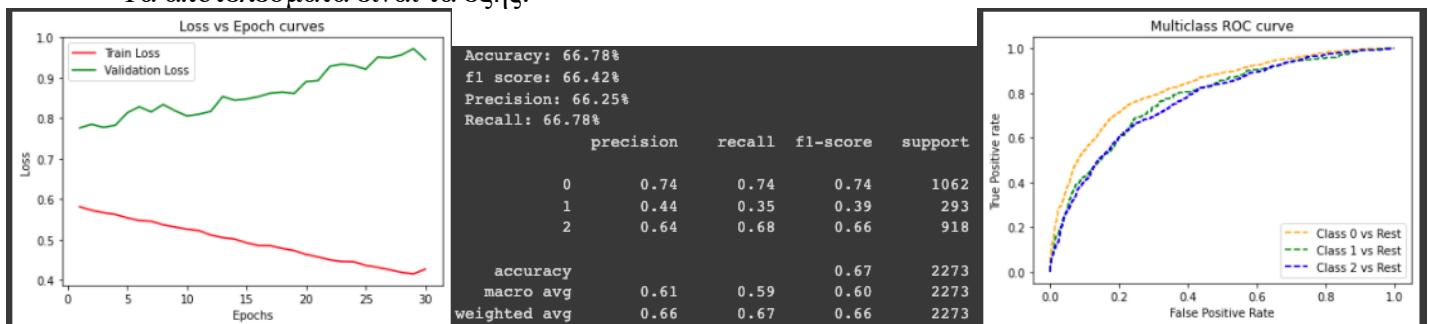 Τα αποτελέσματα είναι τα εξής:
Loss vs Epoch curves
Train Loss
Validation Loss
1.0
0.9
0.8
0.7
0.6
0.5
0.4
Loss
0 5 10 15 20 25 30
Epochs
Accuracy: 66.78%
f1 score: 66.42%
Precision: 66.25%
Recall: 66.78%
precision recall f1-score support
0 0.74 0.74 0.74 1062
1 0.44 0.35 0.39 293
2 0.64 0.68 0.66 918
accuracy 0.67 2273
macro avg 0.61 0.59 0.60 2273
weighted avg 0.66 0.67 0.66 2273
Multiclass ROC curve
1.0
0.8
0.6
0.4
0.2
0.0
True Positive rate
Class 0 vs Rest
Class 1 vs Rest
Class 2 vs Rest
0.0 0.2 0.4 0.6 0.8 1.0
False Positive Rate